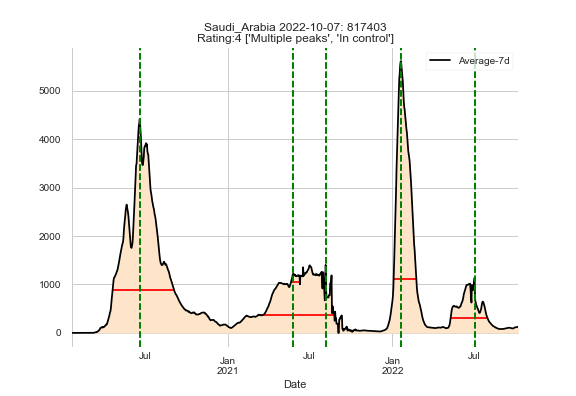 Saudi_Arabia 2022-10-07: 817403
Rating:4 ['Multiple peaks', 'In control']
Average-7d
5000
4000
3000
2000
1000
0
Jul
Jan
2021
Jul
Jan
2022
Jul
Date